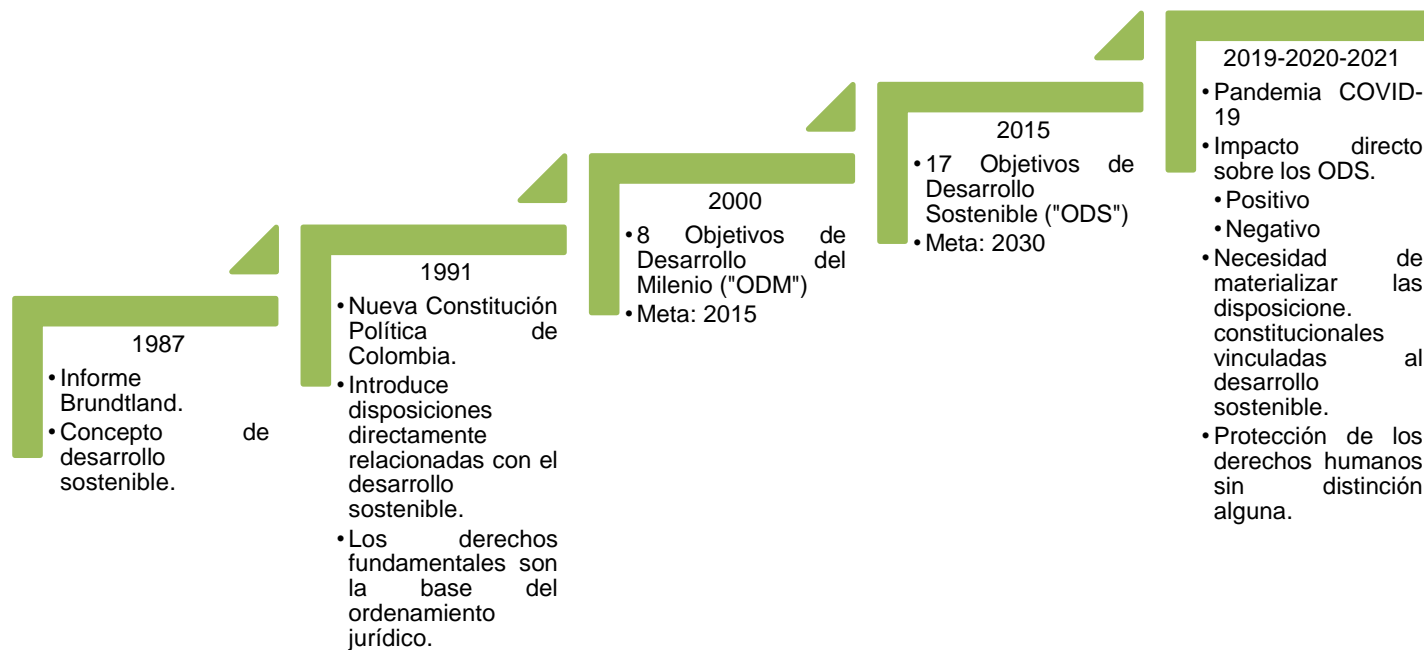 1987
• Informe
Brundtland.
• Concepto de
desarrollo
sostenible.
1991
• Nueva Constitución
Política de
Colombia.
• Introduce
disposiciones
directamente
relacionadas con el
desarrollo
sostenible.
• Los derechos
fundamentales son
la base del
ordenamiento
jurídico.
2000
• 8 Objetivos de
Desarrollo del
Milenio ("ODM")
• Meta: 2015
2015
• 17 Objetivos de
Desarrollo
Sostenible ("ODS")
• Meta: 2030
2019-2020-2021
• Pandemia COVID-
19
• Impacto directo
sobre los ODS.
• Positivo
• Negativo
• Necesidad de
materializar las
disposicione.
constitucionales
vinculadas al
desarrollo
sostenible.
• Protección de los
derechos humanos
sin distinción
alguna.